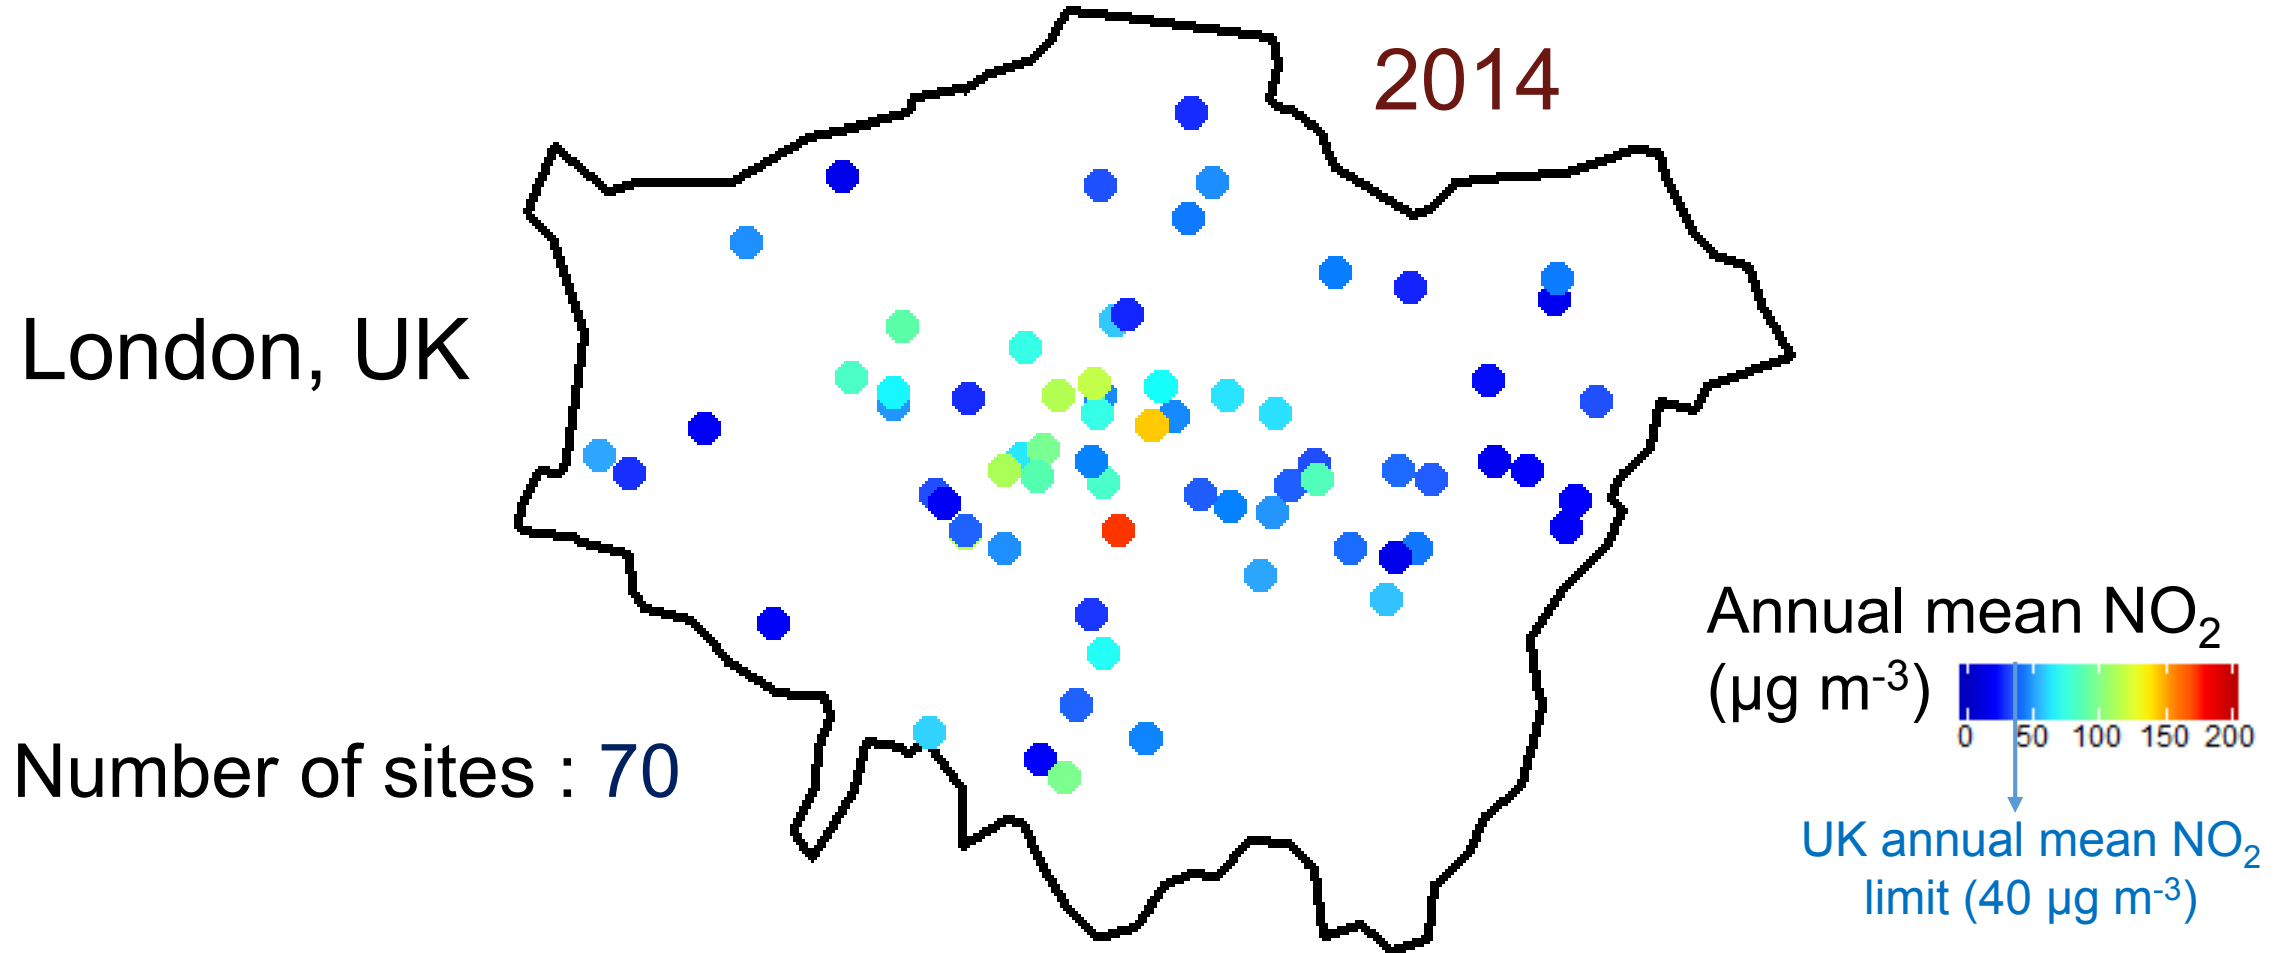 2014
London, UK
Number of sites : 70
Annual mean NO₂
(µg m⁻³)
0 50 100 150 200
UK annual mean NO₂
limit (40 µg m⁻³)